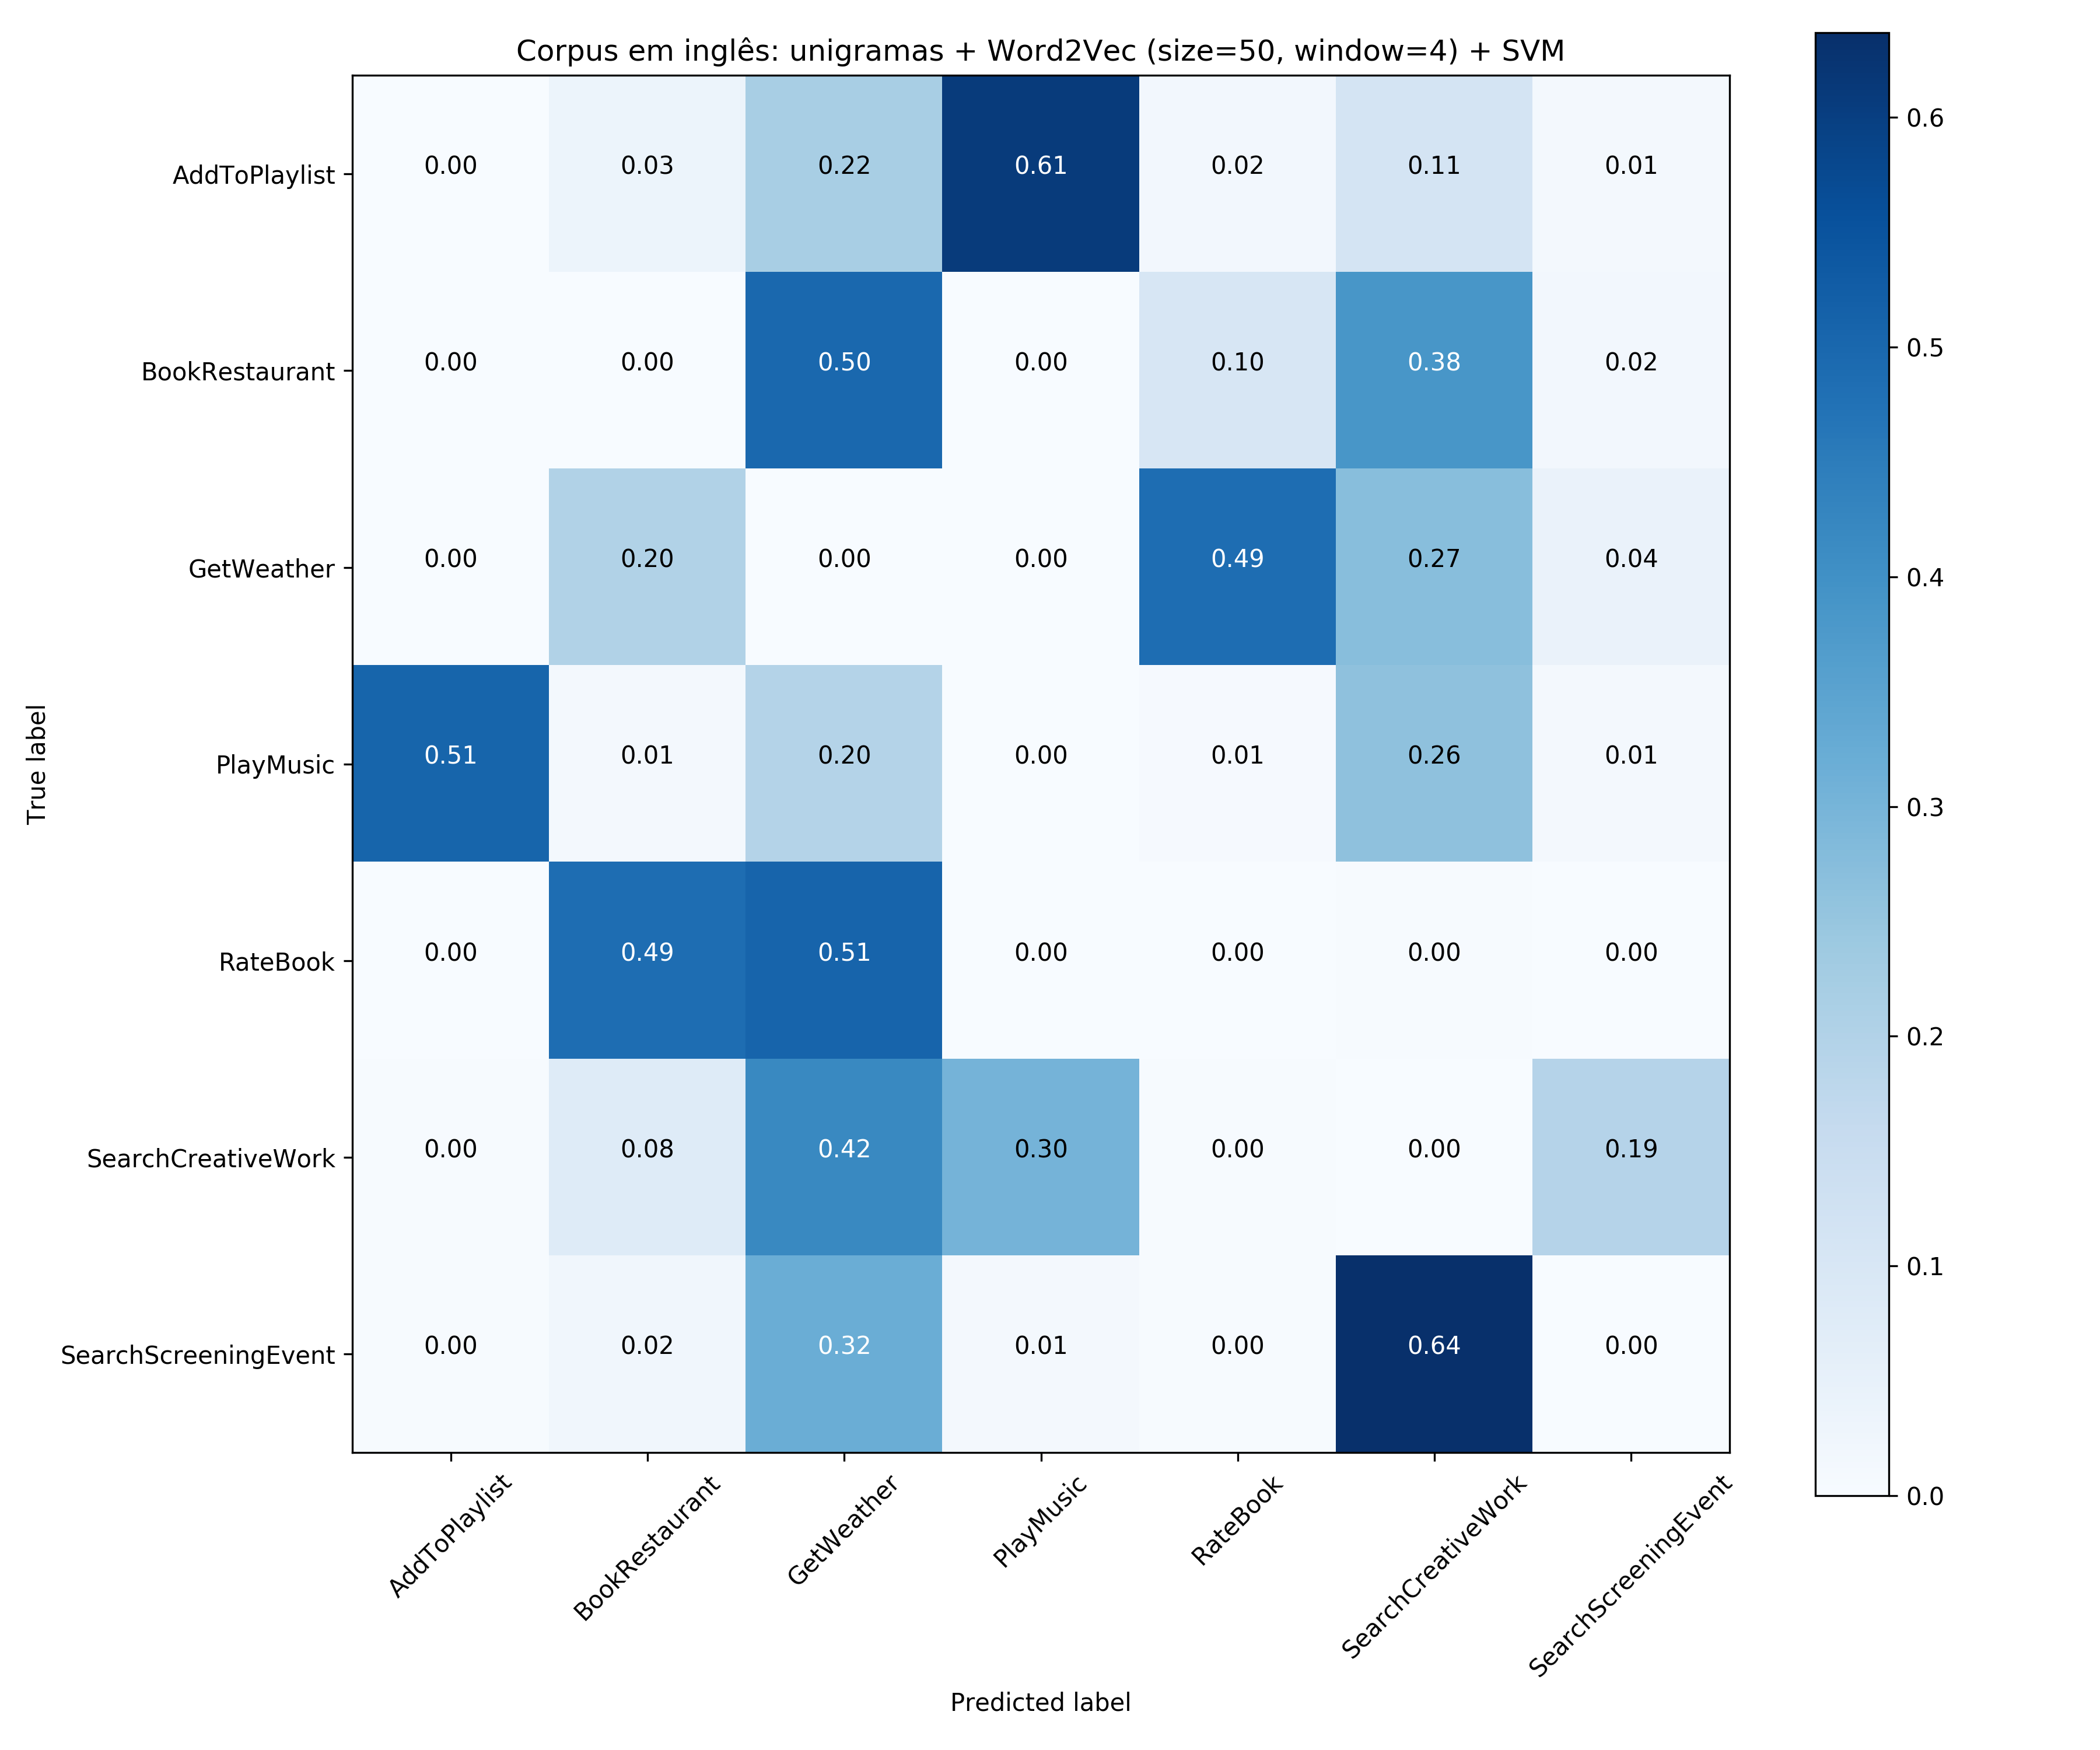 Corpus em inglês: unigramas + Word2Vec (size=50, window=4) + SVM
True label
AddToPlaylist 0.00 0.03 0.22 0.61 0.02 0.11 0.01
BookRestaurant 0.00 0.00 0.50 0.00 0.10 0.38 0.02
GetWeather 0.00 0.20 0.00 0.00 0.49 0.27 0.04
PlayMusic 0.51 0.01 0.20 0.00 0.01 0.26 0.01
RateBook 0.00 0.49 0.51 0.00 0.00 0.00 0.00
SearchCreativeWork 0.00 0.08 0.42 0.30 0.00 0.00 0.19
SearchScreeningEvent 0.00 0.02 0.32 0.01 0.00 0.64 0.00
AddToPlaylist BookRestaurant GetWeather PlayMusic RateBook SearchCreativeWork SearchScreeningEvent
Predicted label
0.6
0.5
0.4
0.3
0.2
0.1
0.0